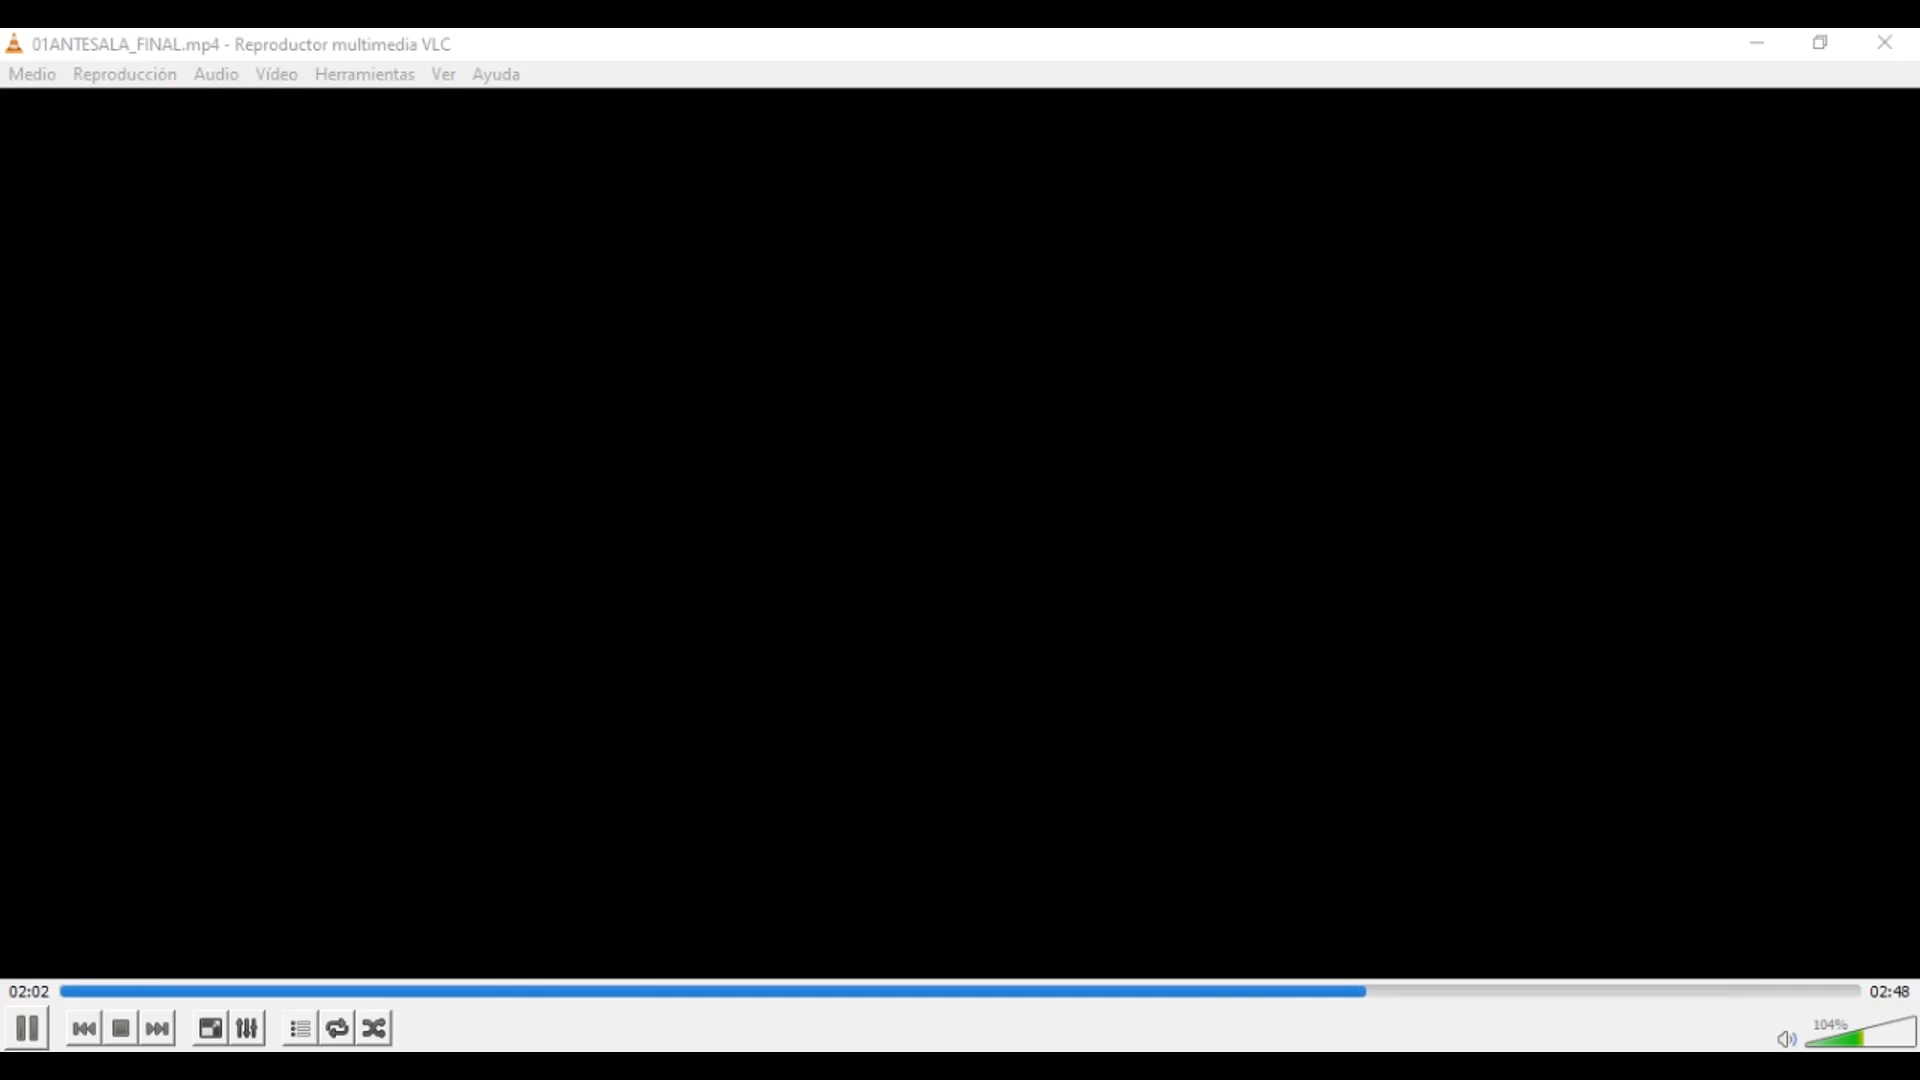 01ANTESALA_FINAL.mp4 - Reproductor multimedia VLC
Medio Reproducción Audio Vídeo Herramientas Ver Ayuda
02:02 02:48
104%